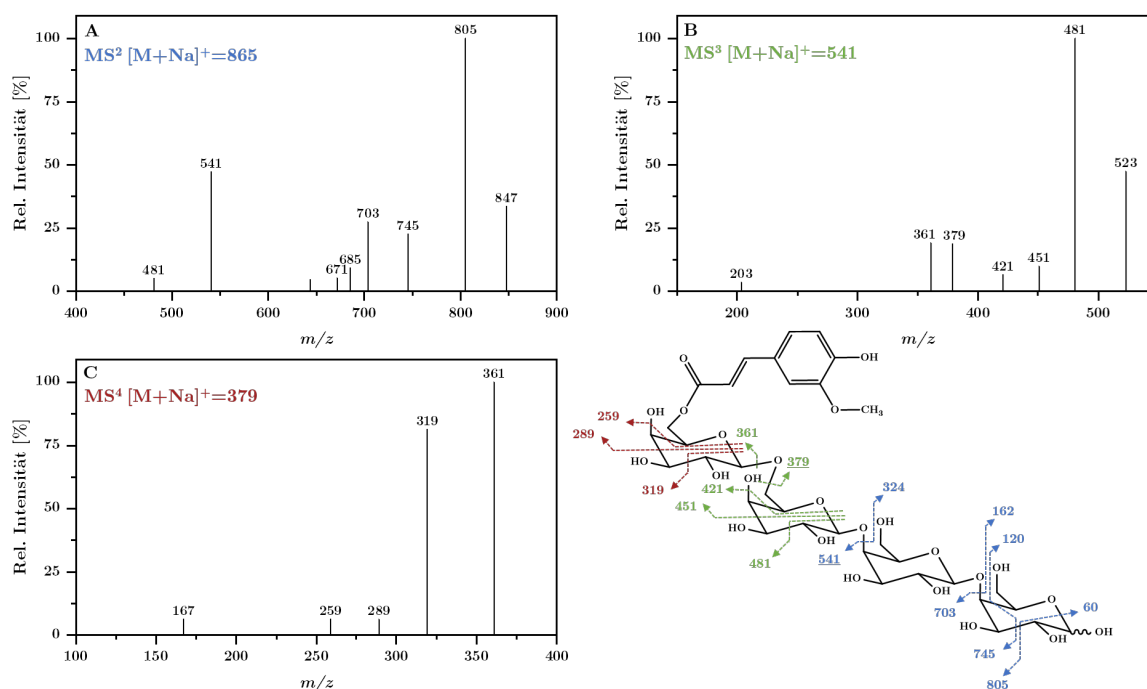 A
MS² [M+Na]⁺=865
Rel. Intensität [%]
100
75
50
25
0
481
541
671
685
703
745
805
847
400 500 600 700 800 900
m/z
B
MS³ [M+Na]⁺=541
Rel. Intensität [%]
100
75
50
25
0
203
361
379
421
451
481
523
200 300 400 500
m/z
C
MS⁴ [M+Na]⁺=379
Rel. Intensität [%]
100
75
50
25
0
167
259
289
319
361
100 150 200 250 300 350 400
m/z
O
OH
O
CH₃
O
259
OH
289
O
361
HO
OH
O
379
319
OH
421
324
451
O
162
HO
OH
O
HO
120
481
541
O
OH
HO
OH
O
60
703
O
HO
OH
OH
745
805